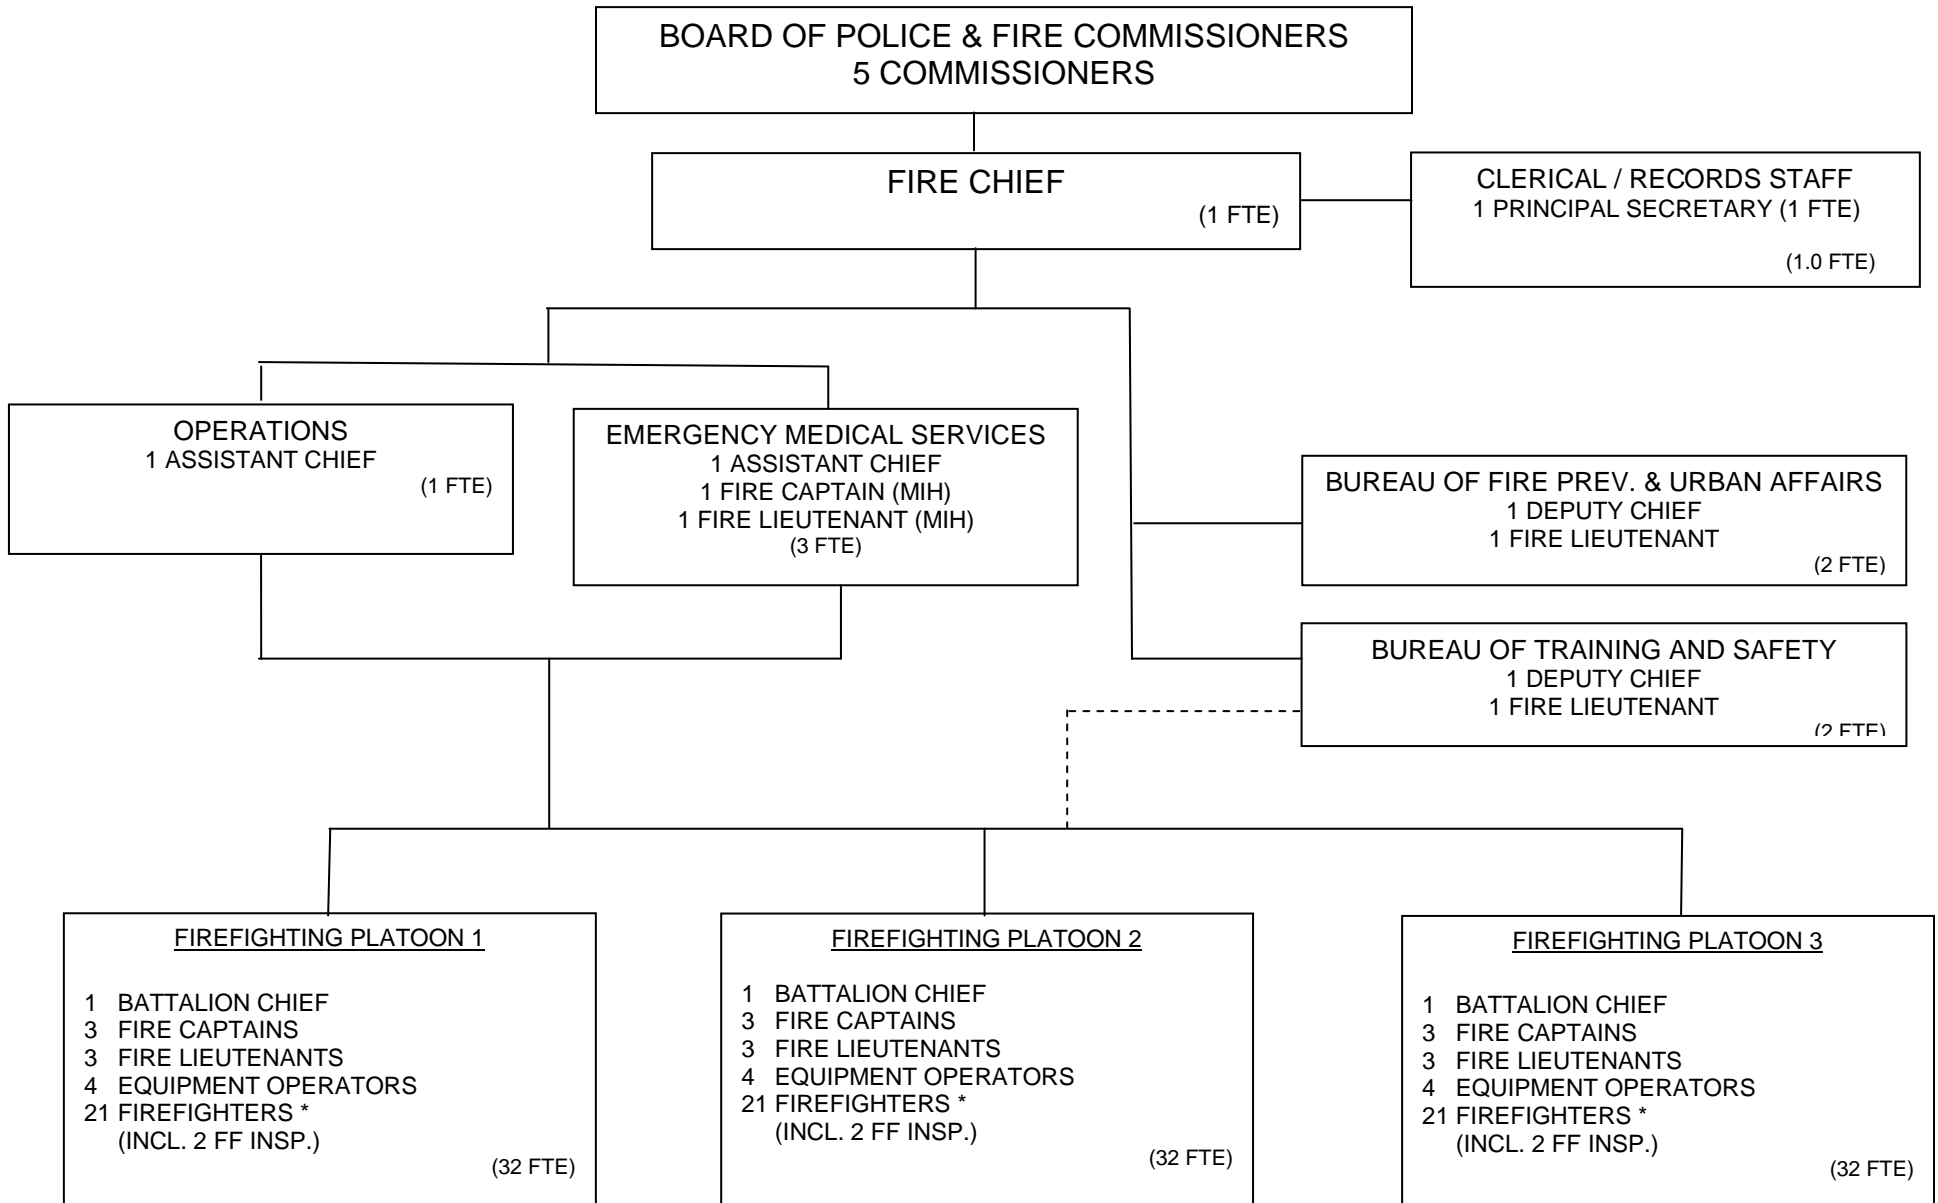 BOARD OF POLICE & FIRE COMMISSIONERS
5 COMMISSIONERS
FIRE CHIEF
(1 FTE)
CLERICAL / RECORDS STAFF
1 PRINCIPAL SECRETARY (1 FTE)
(1.0 FTE)
OPERATIONS
1 ASSISTANT CHIEF
(1 FTE)
EMERGENCY MEDICAL SERVICES
1 ASSISTANT CHIEF
1 FIRE CAPTAIN (MIH)
1 FIRE LIEUTENANT (MIH)
(3 FTE)
BUREAU OF FIRE PREV. & URBAN AFFAIRS
1 DEPUTY CHIEF
1 FIRE LIEUTENANT
(2 FTE)
BUREAU OF TRAINING AND SAFETY
1 DEPUTY CHIEF
1 FIRE LIEUTENANT
(2 FTE)
FIREFIGHTING PLATOON 1
1 BATTALION CHIEF
3 FIRE CAPTAINS
3 FIRE LIEUTENANTS
4 EQUIPMENT OPERATORS
21 FIREFIGHTERS *
(INCL. 2 FF INSP.)
(32 FTE)
FIREFIGHTING PLATOON 2
1 BATTALION CHIEF
3 FIRE CAPTAINS
3 FIRE LIEUTENANTS
4 EQUIPMENT OPERATORS
21 FIREFIGHTERS *
(INCL. 2 FF INSP.)
(32 FTE)
FIREFIGHTING PLATOON 3
1 BATTALION CHIEF
3 FIRE CAPTAINS
3 FIRE LIEUTENANTS
4 EQUIPMENT OPERATORS
21 FIREFIGHTERS *
(INCL. 2 FF INSP.)
(32 FTE)